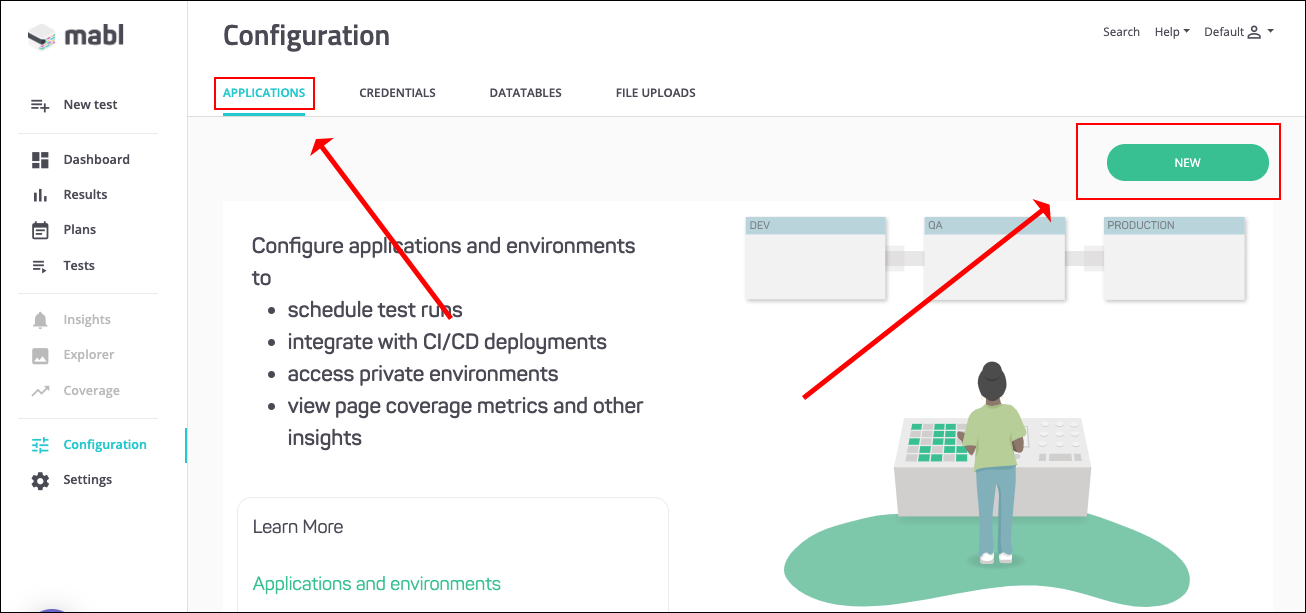 mabl
Configuration
Search Help Default
APPLICATIONS CREDENTIALS DATATABLES FILE UPLOADS
New test
Dashboard
Results
Plans
Tests
Insights
Explorer
Coverage
Configuration
Settings
NEW
Configure applications and environments
to
• schedule test runs
• integrate with CI/CD deployments
• access private environments
• view page coverage metrics and other
insights
DEV QA PRODUCTION
Learn More
Applications and environments